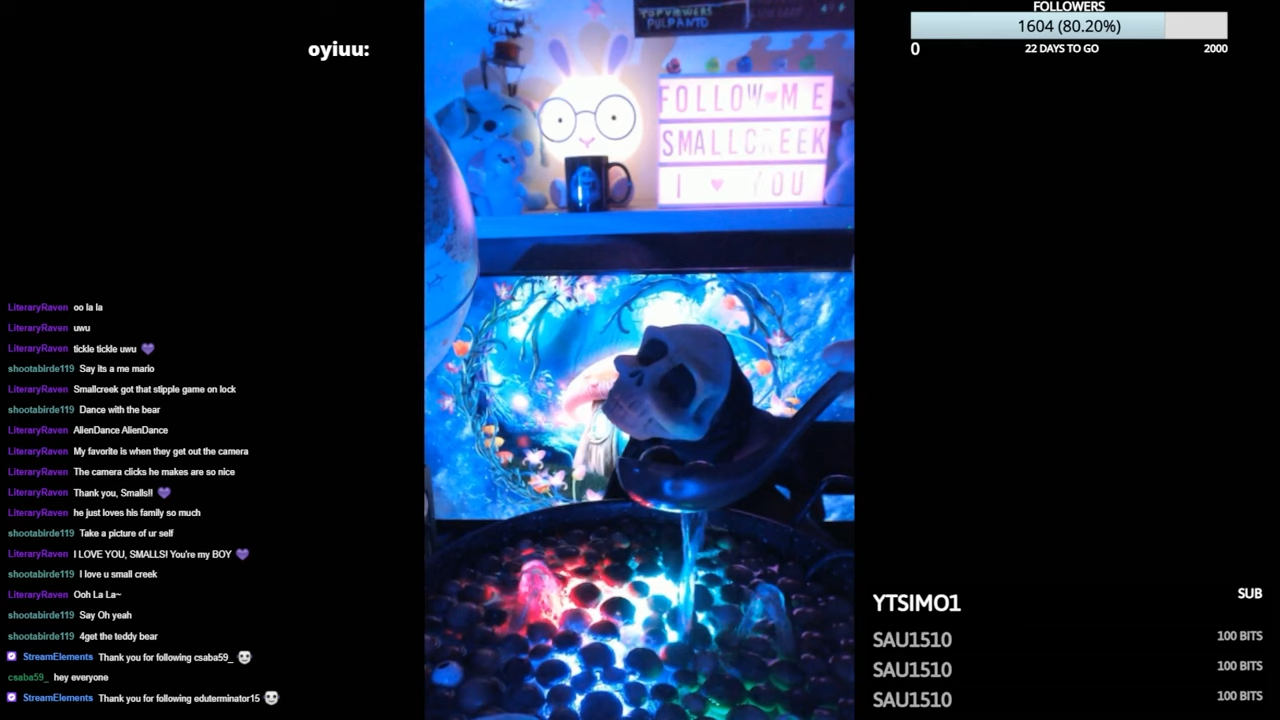 oyiuu:
LiteraryRaven oo la la
LiteraryRaven uwu
LiteraryRaven tickle tickle uwu
shootabirde119 Say its a me mario
LiteraryRaven Smallcreek got that stipple game on lock
shootabirde119 Dance with the bear
LiteraryRaven AlienDance AlienDance
LiteraryRaven My favorite is when they get out the camera
LiteraryRaven The camera clicks he makes are so nice
LiteraryRaven Thank you, Smalls!!
LiteraryRaven he just loves his family so much
shootabirde119 Take a picture of ur self
LiteraryRaven I LOVE YOU, SMALLS! You're my BOY
shootabirde119 I love u small creek
LiteraryRaven Ooh La La~
shootabirde119 Say Oh yeah
shootabirde119 4get the teddy bear
StreamElements Thank you for following csaba59_
csaba59_ hey everyone
StreamElements Thank you for following eduterminator15
TOPVIEWERS
PULPANTO
FOLLOW♥ME
SMALLCREEK
I ♥ YOU
FOLLOWERS
1604 (80.20%)
0 22 DAYS TO GO 2000
YTSIMO1 SUB
SAU1510 100 BITS
SAU1510 100 BITS
SAU1510 100 BITS